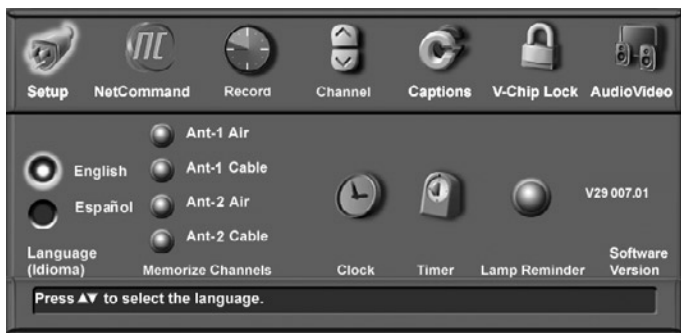 Setup NetCommand Record Channel Captions V-Chip Lock AudioVideo
Ant-1 Air
Ant-1 Cable
English
Ant-2 Air
Español
Ant-2 Cable
V29 007.01
Language
(Idioma)
Memorize Channels
Clock
Timer
Lamp Reminder
Software
Version
Press ▲▼ to select the language.